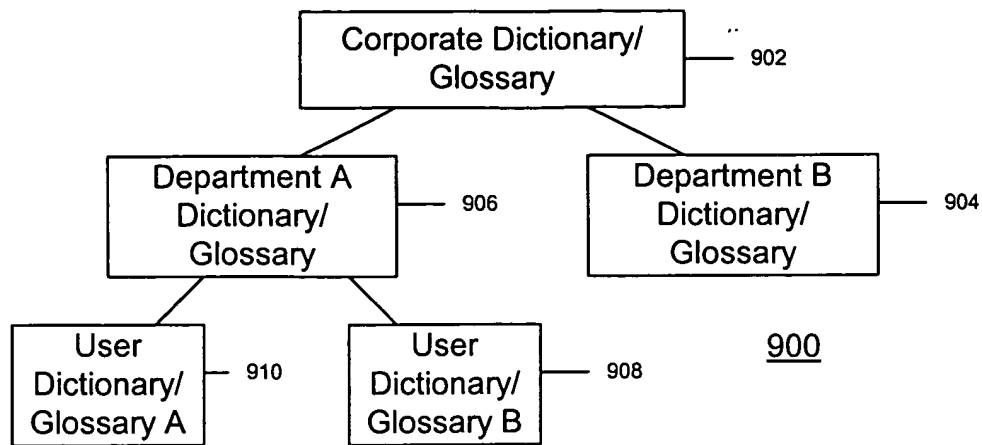 Corporate Dictionary/
Glossary
902
Department A
Dictionary/
Glossary
906
Department B
Dictionary/
Glossary
904
User
Dictionary/
Glossary A
910
User
Dictionary/
Glossary B
908
900